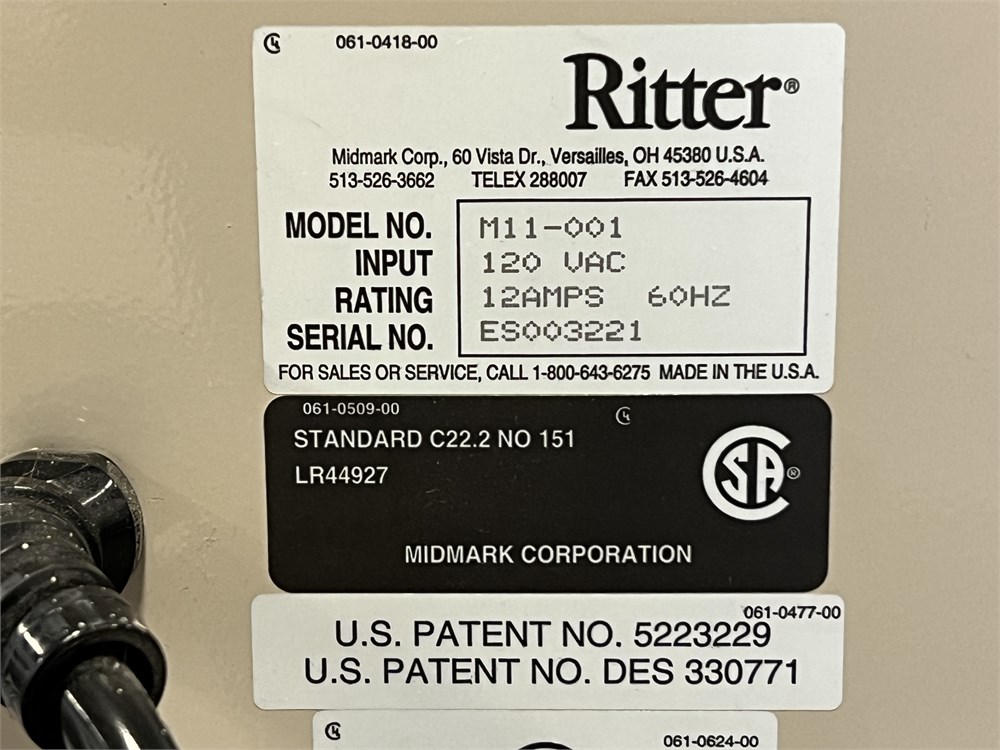 061-0418-00
Ritter®
Midmark Corp., 60 Vista Dr., Versailles, OH 45380 U.S.A.
513-526-3662 TELEX 288007 FAX 513-526-4604
MODEL NO. M11-001
INPUT 120 VAC
RATING 12AMPS 60HZ
SERIAL NO. ES003221
FOR SALES OR SERVICE, CALL 1-800-643-6275 MADE IN THE U.S.A.
061-0509-00
STANDARD C22.2 NO 151
LR44927
CSA®
MIDMARK CORPORATION
061-0477-00
U.S. PATENT NO. 5223229
U.S. PATENT NO. DES 330771
061-0624-00